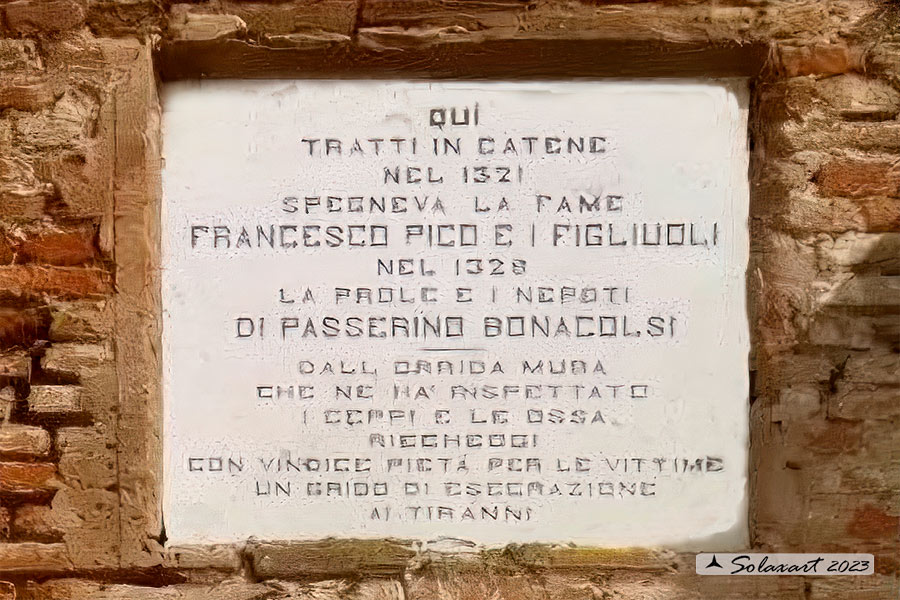 QUI
TRATTI IN CATENE
NEL 1321
SPEGNEVA LA FAME
FRANCESCO PICO E I FIGLIUOLI
NEL 1328
LA PROLE E I NEPOTI
DI PASSERINO BONACOLSI
DALL ORRIDA MURA
CHE NE HA RISPETTATO
I CEPPI E LE OSSA
RIECHEGGI
CON VINDICE PIETÀ PER LE VITTIME
UN GRIDO DI ESECRAZIONE
AI TIRANNI
Solaxart 2023